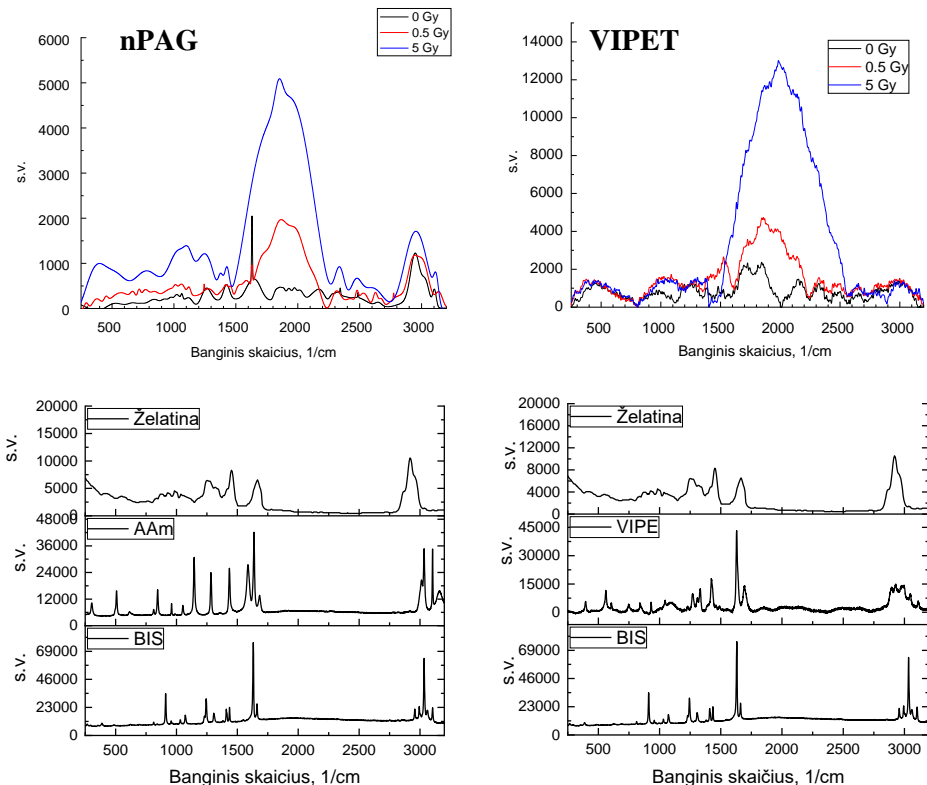 nPAG
0 Gy
0.5 Gy
5 Gy
6000
5000
4000
3000
2000
1000
0
s.v.
500 1000 1500 2000 2500 3000
Banginis skaicius, 1/cm
VIPET
0 Gy
0.5 Gy
5 Gy
14000
12000
10000
8000
6000
4000
2000
0
s.v.
500 1000 1500 2000 2500 3000
Banginis skaicius, 1/cm
Želatina
20000
15000
10000
5000
0
s.v.
AAm
48000
36000
24000
12000
0
s.v.
BIS
69000
46000
23000
0
s.v.
500 1000 1500 2000 2500 3000
Banginis skaicius, 1/cm
Želatina
20000
16000
12000
8000
4000
0
s.v.
VIPE
45000
30000
15000
0
s.v.
BIS
69000
46000
23000
0
s.v.
500 1000 1500 2000 2500 3000
Banginis skaičius, 1/cm